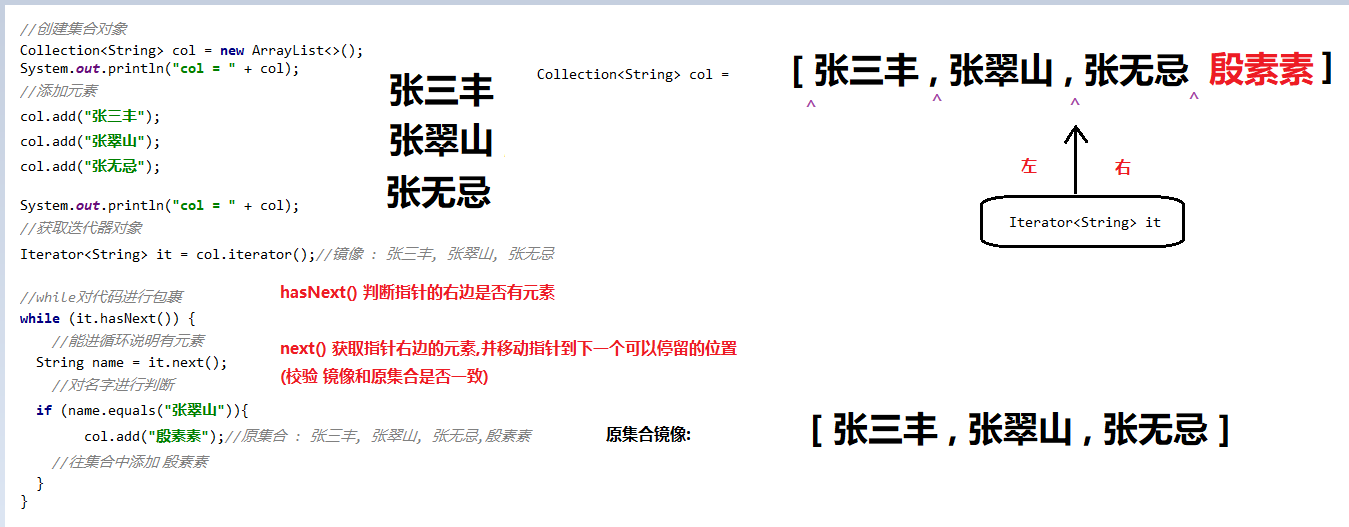 //创建集合对象
Collection<String> col = new ArrayList<>();
System.out.println("col = " + col);
//添加元素
col.add("张三丰");
col.add("张翠山");
col.add("张无忌");
System.out.println("col = " + col);
//获取迭代器对象
Iterator<String> it = col.iterator();//镜像 : 张三丰, 张翠山, 张无忌
//while对代码进行包裹
while (it.hasNext()) {
//能进循环说明有元素
String name = it.next();
//对名字进行判断
if (name.equals("张翠山")){
col.add("殷素素");//原集合 : 张三丰, 张翠山, 张无忌,殷素素
//往集合中添加 殷素素
}
}
张三丰
张翠山
张无忌
Collection<String> col =
[ 张三丰 , 张翠山 , 张无忌 殷素素 ]
^ ^ ^ ^
左 右
Iterator<String> it
hasNext() 判断指针的右边是否有元素
next() 获取指针右边的元素,并移动指针到下一个可以停留的位置
(校验 镜像和原集合是否一致)
原集合镜像:
[ 张三丰 , 张翠山 , 张无忌 ]